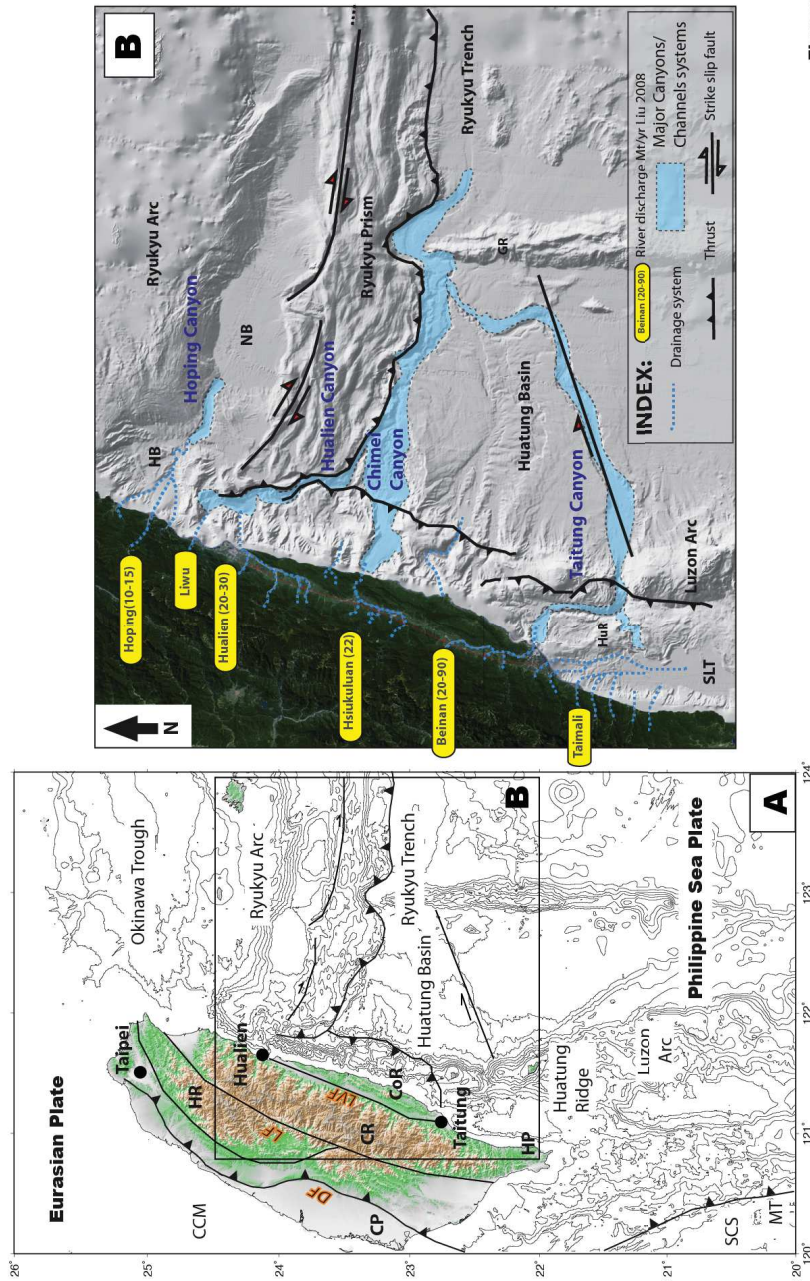 Eurasian Plate
Okinawa Trough
Taipei
CCM
HR
Hualien
Ryukyu Arc
DF
LF
LVF
CP
CR
CoR
Taitung
Huatung Basin
Ryukyu Trench
B
HP
Huatung
Ridge
Luzon
Arc
Philippine Sea Plate
SCS
MT
A
26°
25°
24°
23°
22°
21°
20°
120°
121°
122°
123°
124°
B
N
Hoping(10-15)
Liwu
Hualien (20-30)
Hsiukuluan (22)
Beinan (20-90)
Taimali
HB
Hoping Canyon
Ryukyu Arc
NB
Hualien Canyon
Ryukyu Prism
Chimei
Canyon
Ryukyu Trench
GR
Huatung Basin
Taitung Canyon
Luzon Arc
HuR
SLT
INDEX:
Beinan (20-90)
River discharge Mt/yr Liu 2008
Drainage system
Major Canyons/
Channels systems
Thrust
Strike slip fault